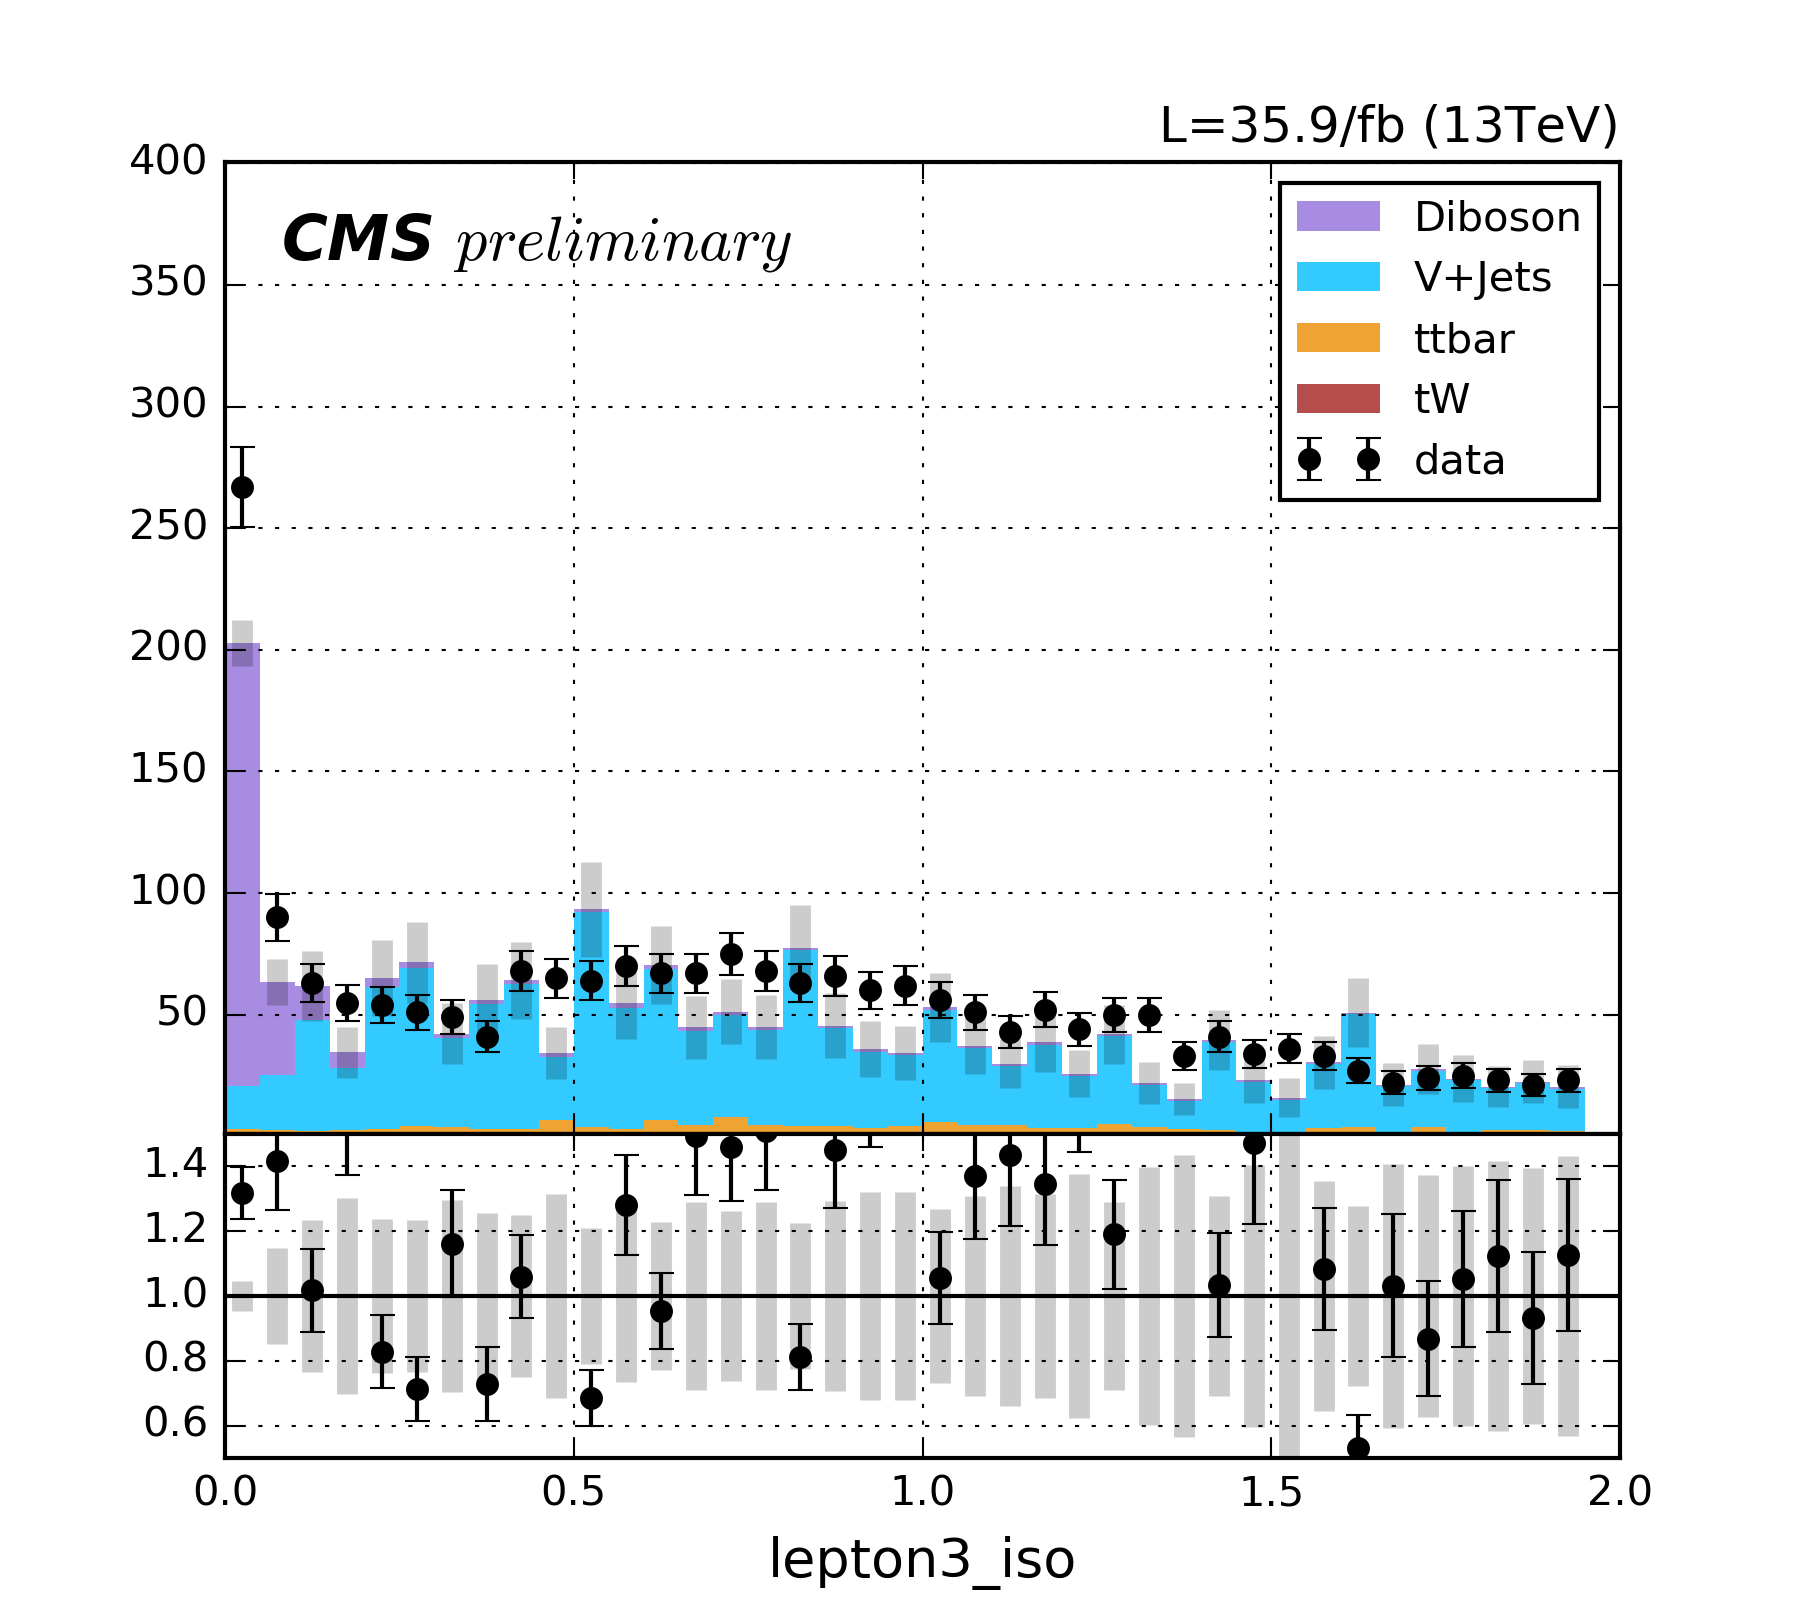 L=35.9/fb (13TeV)
CMS preliminary
400
350
300
250
200
150
100
50
Diboson
V+Jets
ttbar
tW
data
1.4
1.2
1.0
0.8
0.6
0.0 0.5 1.0 1.5 2.0
lepton3_iso